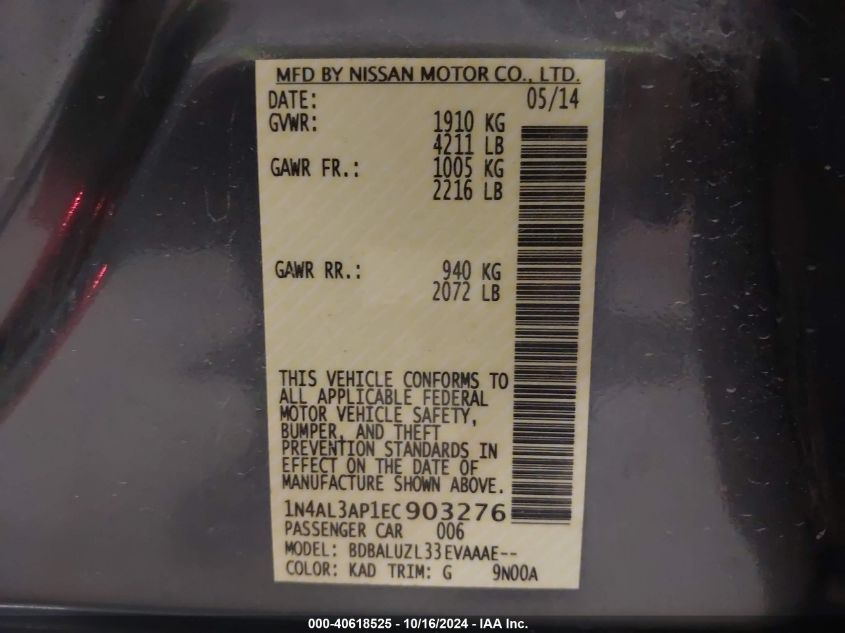 MFD BY NISSAN MOTOR CO., LTD.
DATE: 05/14
GVWR: 1910 KG
4211 LB
GAWR FR.: 1005 KG
2216 LB
GAWR RR.: 940 KG
2072 LB
THIS VEHICLE CONFORMS TO
ALL APPLICABLE FEDERAL
MOTOR VEHICLE SAFETY,
BUMPER, AND THEFT
PREVENTION STANDARDS IN
EFFECT ON THE DATE OF
MANUFACTURE SHOWN ABOVE.
1N4AL3AP1EC903276
PASSENGER CAR 006
MODEL: BDBALUZL33EVAAAE--
COLOR: KAD TRIM: G 9N00A
000-40618525 - 10/16/2024 - IAA Inc.